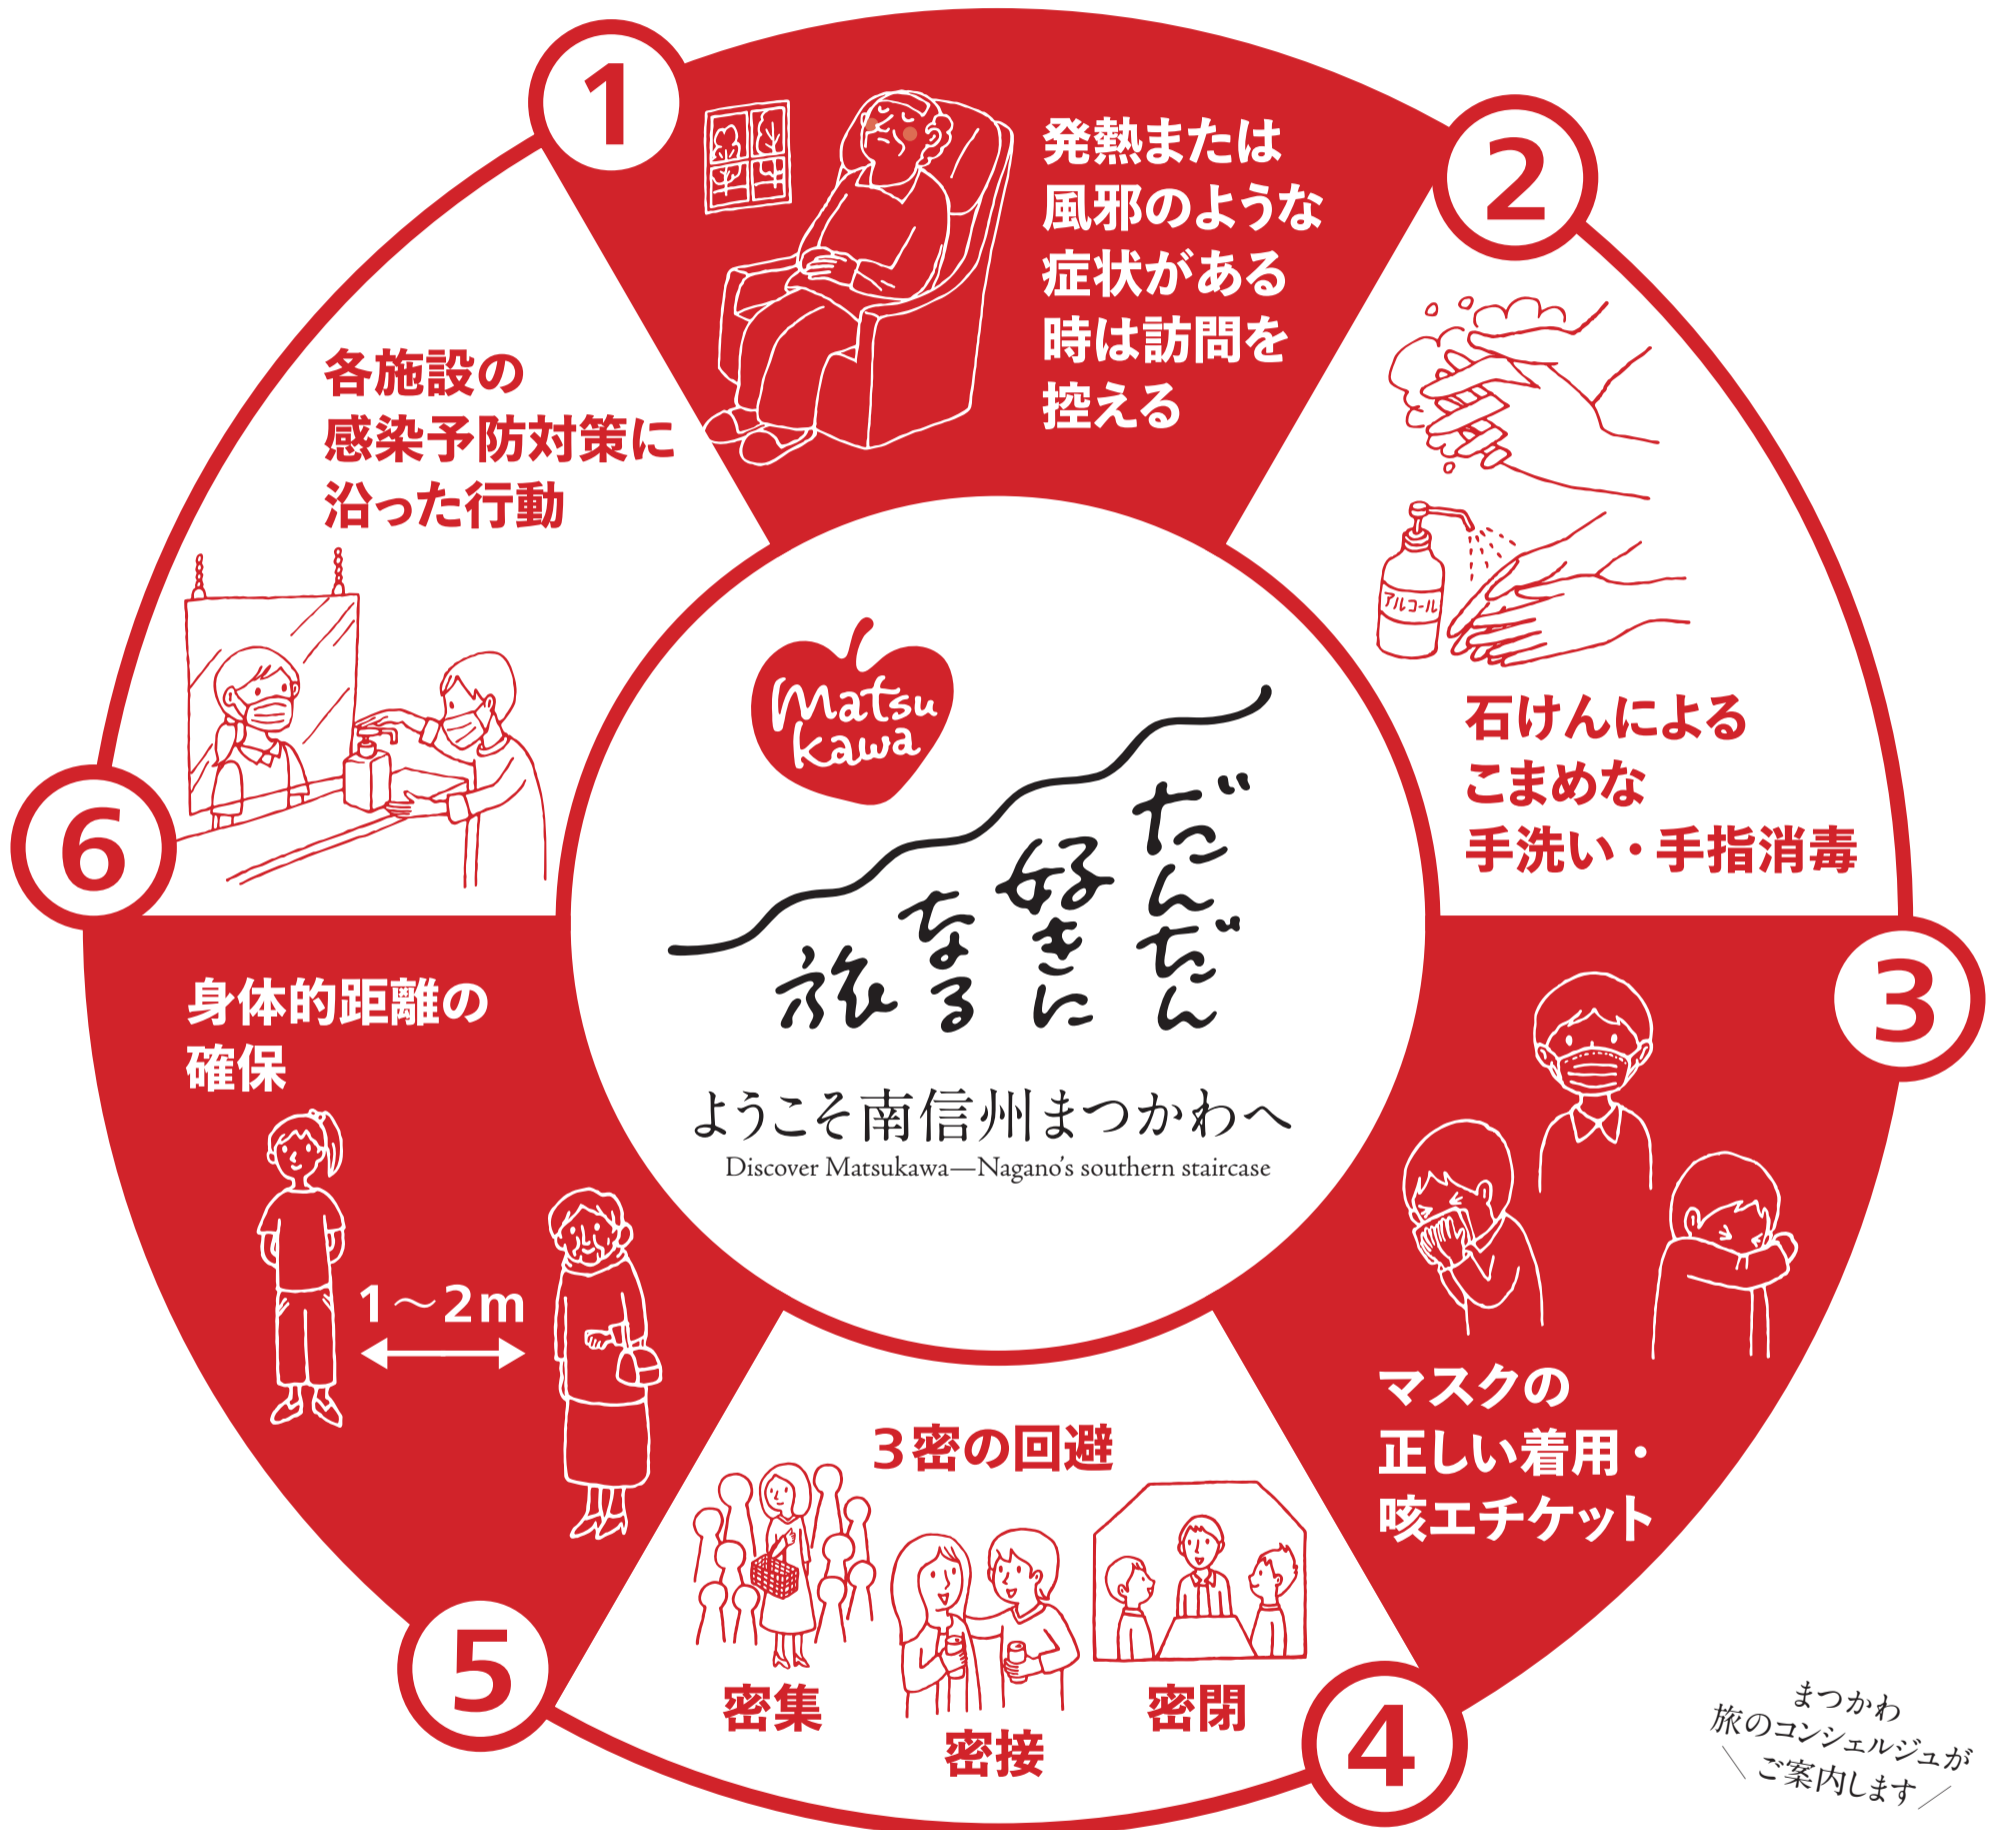 1
発熱または
風邪のような
症状がある
時は訪問を
控える
2
アルコール
石けんによる
こまめな
手洗い・手指消毒
3
マスクの
正しい着用・
咳エチケット
4
3密の回避
密集
密接
密閉
5
身体的距離の
確保
1〜2m
6
各施設の
感染予防対策に
沿った行動
Matsu
Kawa
だんだん
好きに
なる
旅
ようこそ南信州まつかわへ
Discover Matsukawa—Nagano’s southern staircase
まつかわ
旅のコンシェルジュが
ご案内します